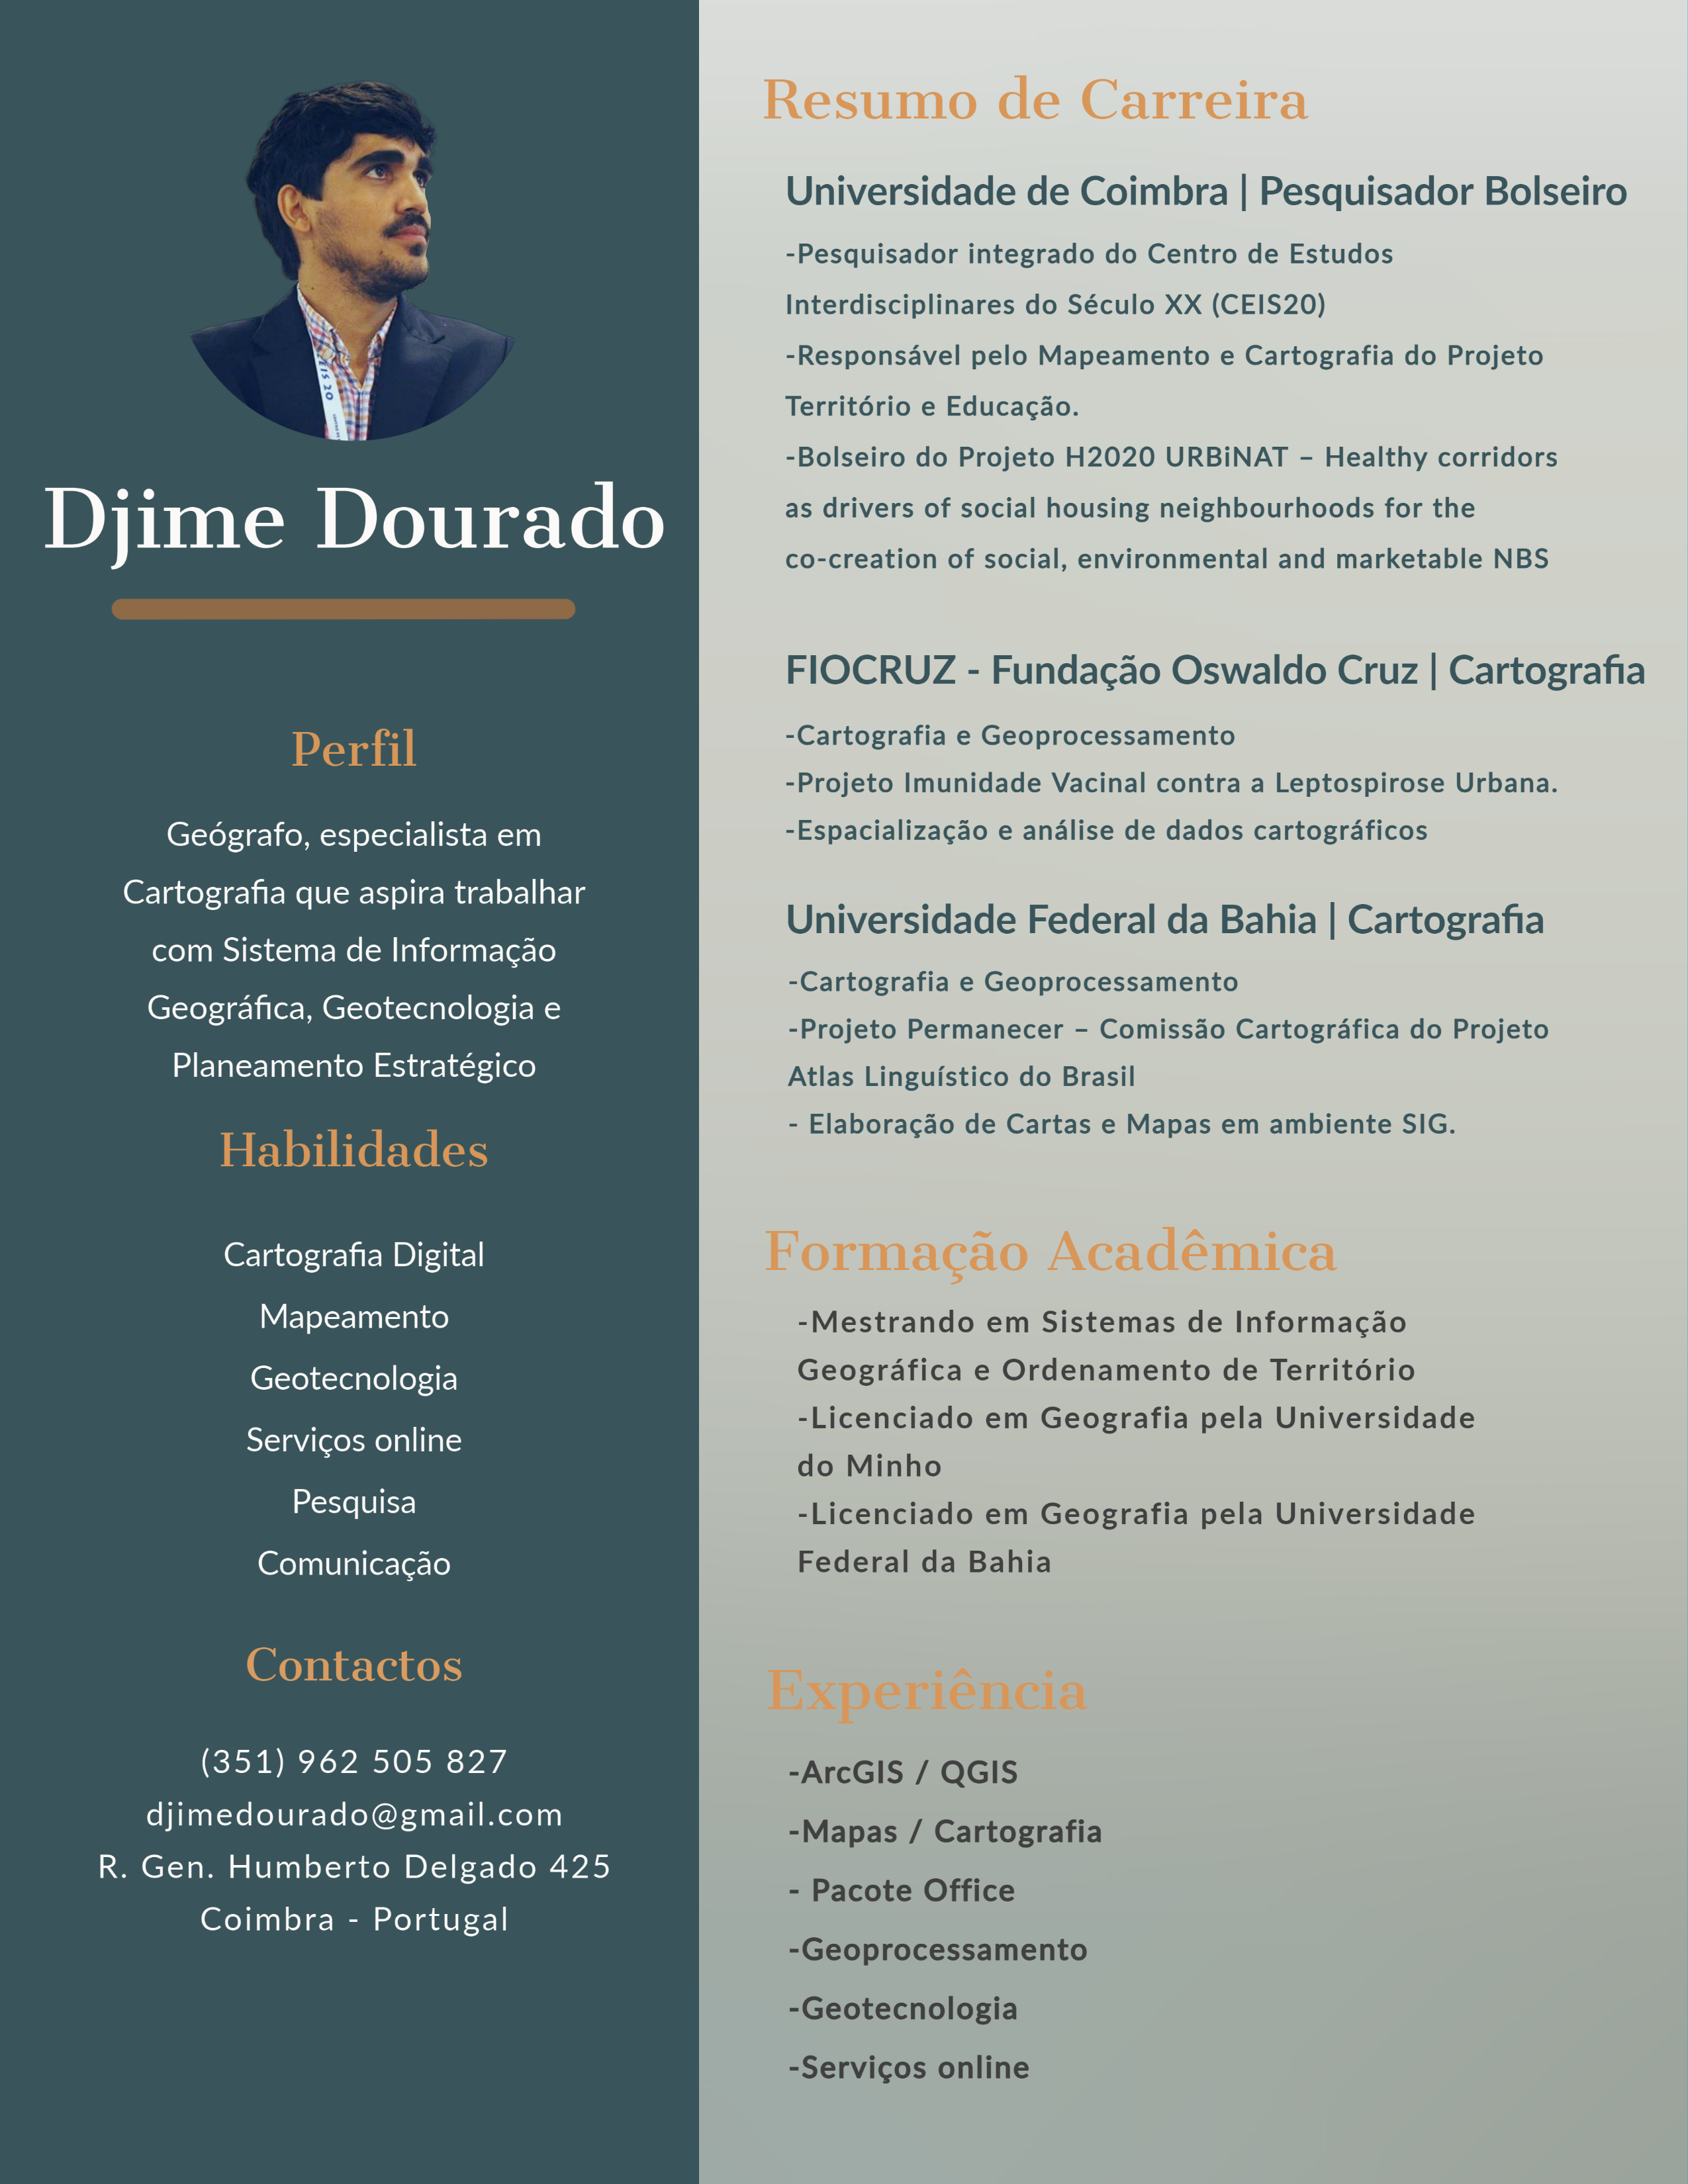 Djime Dourado
Perfil
Geógrafo, especialista em
Cartografia que aspira trabalhar
com Sistema de Informação
Geográfica, Geotecnologia e
Planeamento Estratégico
Habilidades
Cartografia Digital
Mapeamento
Geotecnologia
Serviços online
Pesquisa
Comunicação
Contactos
(351) 962 505 827
djimedourado@gmail.com
R. Gen. Humberto Delgado 425
Coimbra - Portugal
Resumo de Carreira
Universidade de Coimbra | Pesquisador Bolseiro
-Pesquisador integrado do Centro de Estudos
Interdisciplinares do Século XX (CEIS20)
-Responsável pelo Mapeamento e Cartografia do Projeto
Território e Educação.
-Bolseiro do Projeto H2020 URBiNAT – Healthy corridors
as drivers of social housing neighbourhoods for the
co-creation of social, environmental and marketable NBS
FIOCRUZ - Fundação Oswaldo Cruz | Cartografia
-Cartografia e Geoprocessamento
-Projeto Imunidade Vacinal contra a Leptospirose Urbana.
-Espacialização e análise de dados cartográficos
Universidade Federal da Bahia | Cartografia
-Cartografia e Geoprocessamento
-Projeto Permanecer – Comissão Cartográfica do Projeto
Atlas Linguístico do Brasil
- Elaboração de Cartas e Mapas em ambiente SIG.
Formação Acadêmica
-Mestrando em Sistemas de Informação
Geográfica e Ordenamento de Território
-Licenciado em Geografia pela Universidade
do Minho
-Licenciado em Geografia pela Universidade
Federal da Bahia
Experiência
-ArcGIS / QGIS
-Mapas / Cartografia
- Pacote Office
-Geoprocessamento
-Geotecnologia
-Serviços online